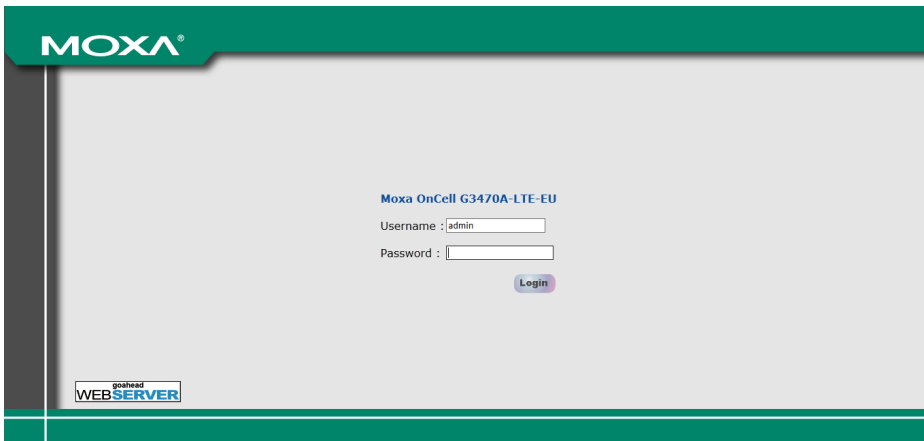 MOXA®
Moxa OnCell G3470A-LTE-EU
Username : admin
Password :
Login
goahead
WEBSERVER